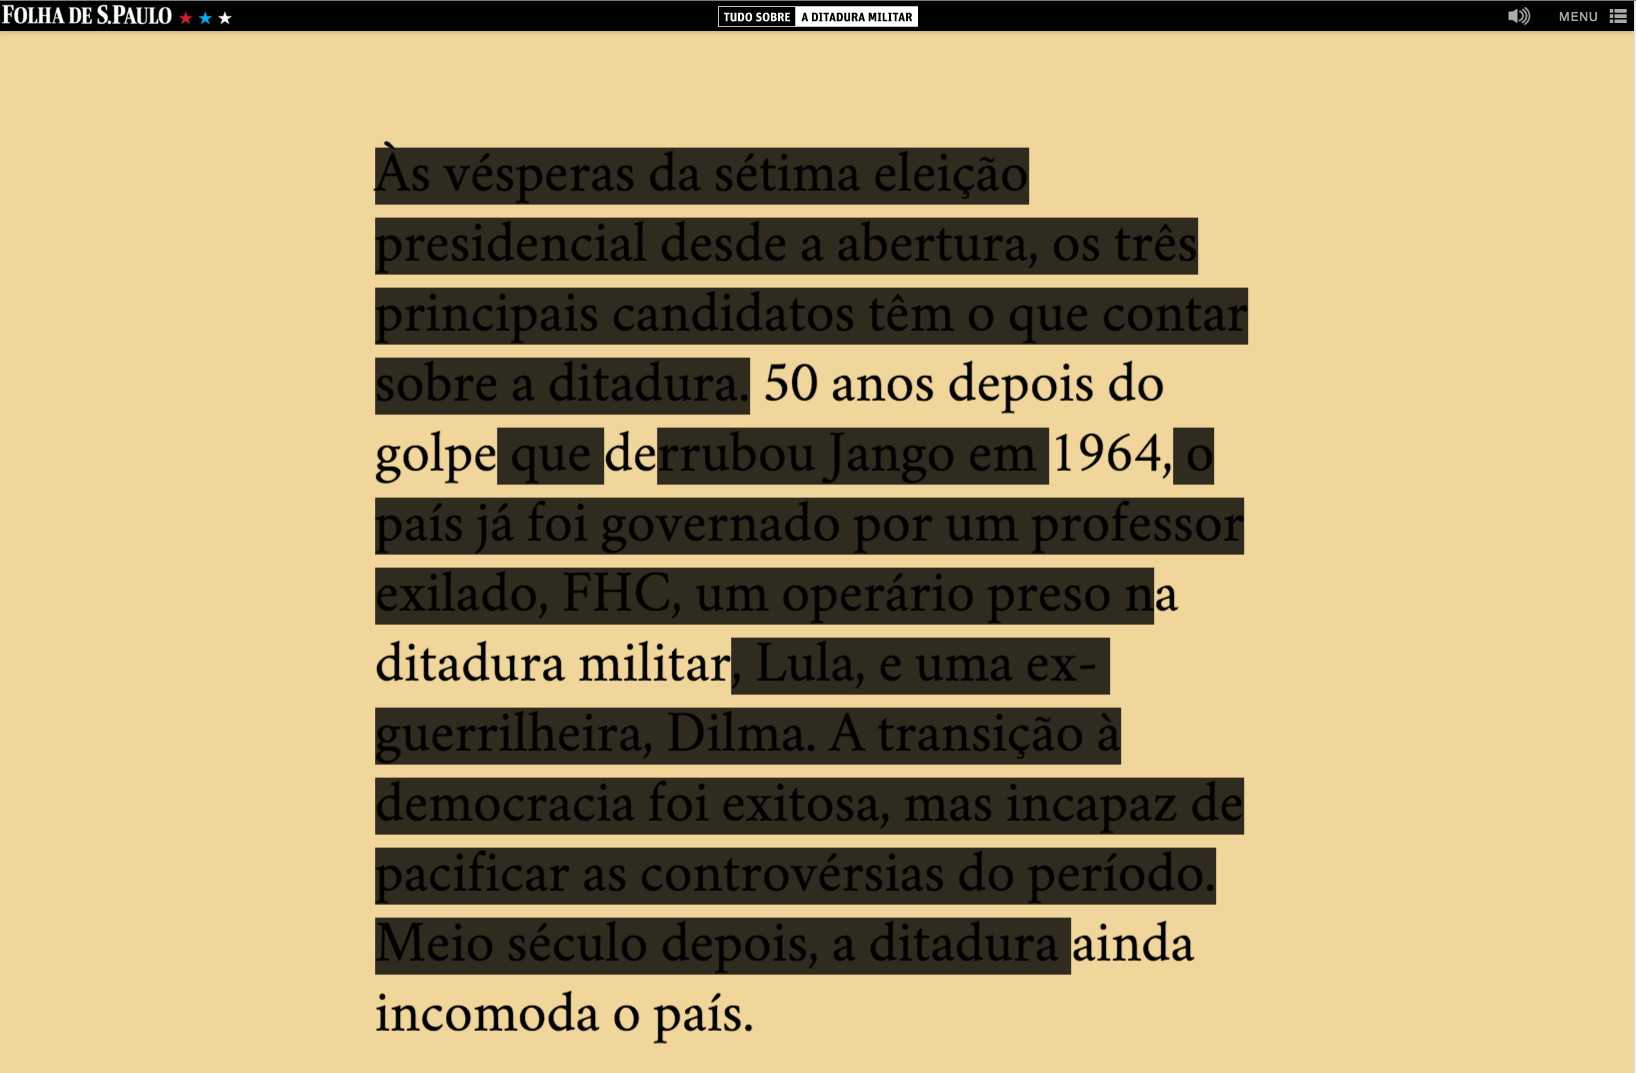 FOLHA DE S.PAULO ★ ★ ★
TUDO SOBRE A DITADURA MILITAR
MENU
Às vésperas da sétima eleição
presidencial desde a abertura, os três
principais candidatos têm o que contar
sobre a ditadura. 50 anos depois do
golpe que derrubou Jango em 1964, o
país já foi governado por um professor
exilado, FHC, um operário preso na
ditadura militar, Lula, e uma ex-
guerrilheira, Dilma. A transição à
democracia foi exitosa, mas incapaz de
pacificar as controvérsias do período.
Meio século depois, a ditadura ainda
incomoda o país.